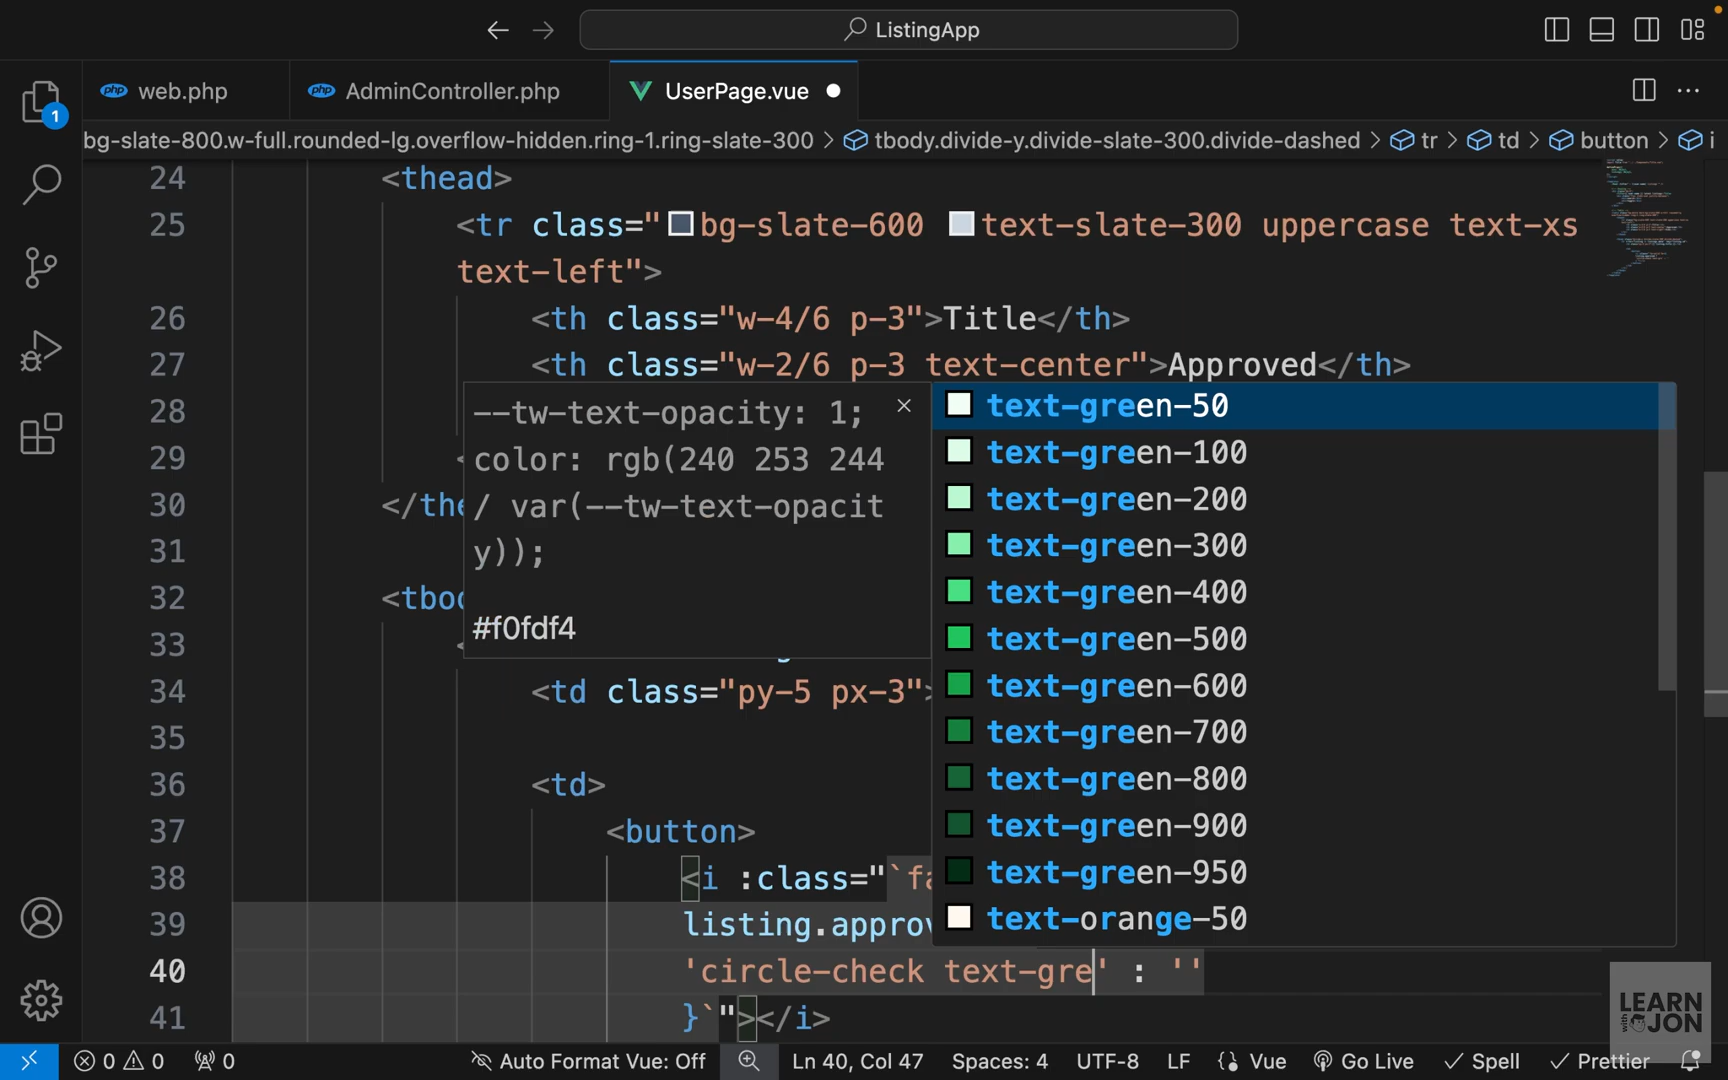 ListingApp
web.php
AdminController.php
UserPage.vue
1
bg-slate-800.w-full.rounded-lg.overflow-hidden.ring-1.ring-slate-300 > tbody.divide-y.divide-slate-300.divide-dashed > tr > td > button > i
24 <thead>
25 <tr class="bg-slate-600 text-slate-300 uppercase text-xs
text-left">
26 <th class="w-4/6 p-3">Title</th>
27 <th class="w-2/6 p-3 text-center">Approved</th>
28
29 <
30 </the
31
32 <tbod
33
34 <td class="py-5 px-3">
35
36 <td>
37 <button>
38 <i :class="`fa
39 listing.approv
40 'circle-check text-gre' : ''
41 }`"></i>
--tw-text-opacity: 1;
color: rgb(240 253 244
/ var(--tw-text-opacit
y));
#f0fdf4
text-green-50
text-green-100
text-green-200
text-green-300
text-green-400
text-green-500
text-green-600
text-green-700
text-green-800
text-green-900
text-green-950
text-orange-50
LEARN
with
JON
0 0 0 Auto Format Vue: Off Ln 40, Col 47 Spaces: 4 UTF-8 LF Vue Go Live Spell Prettier